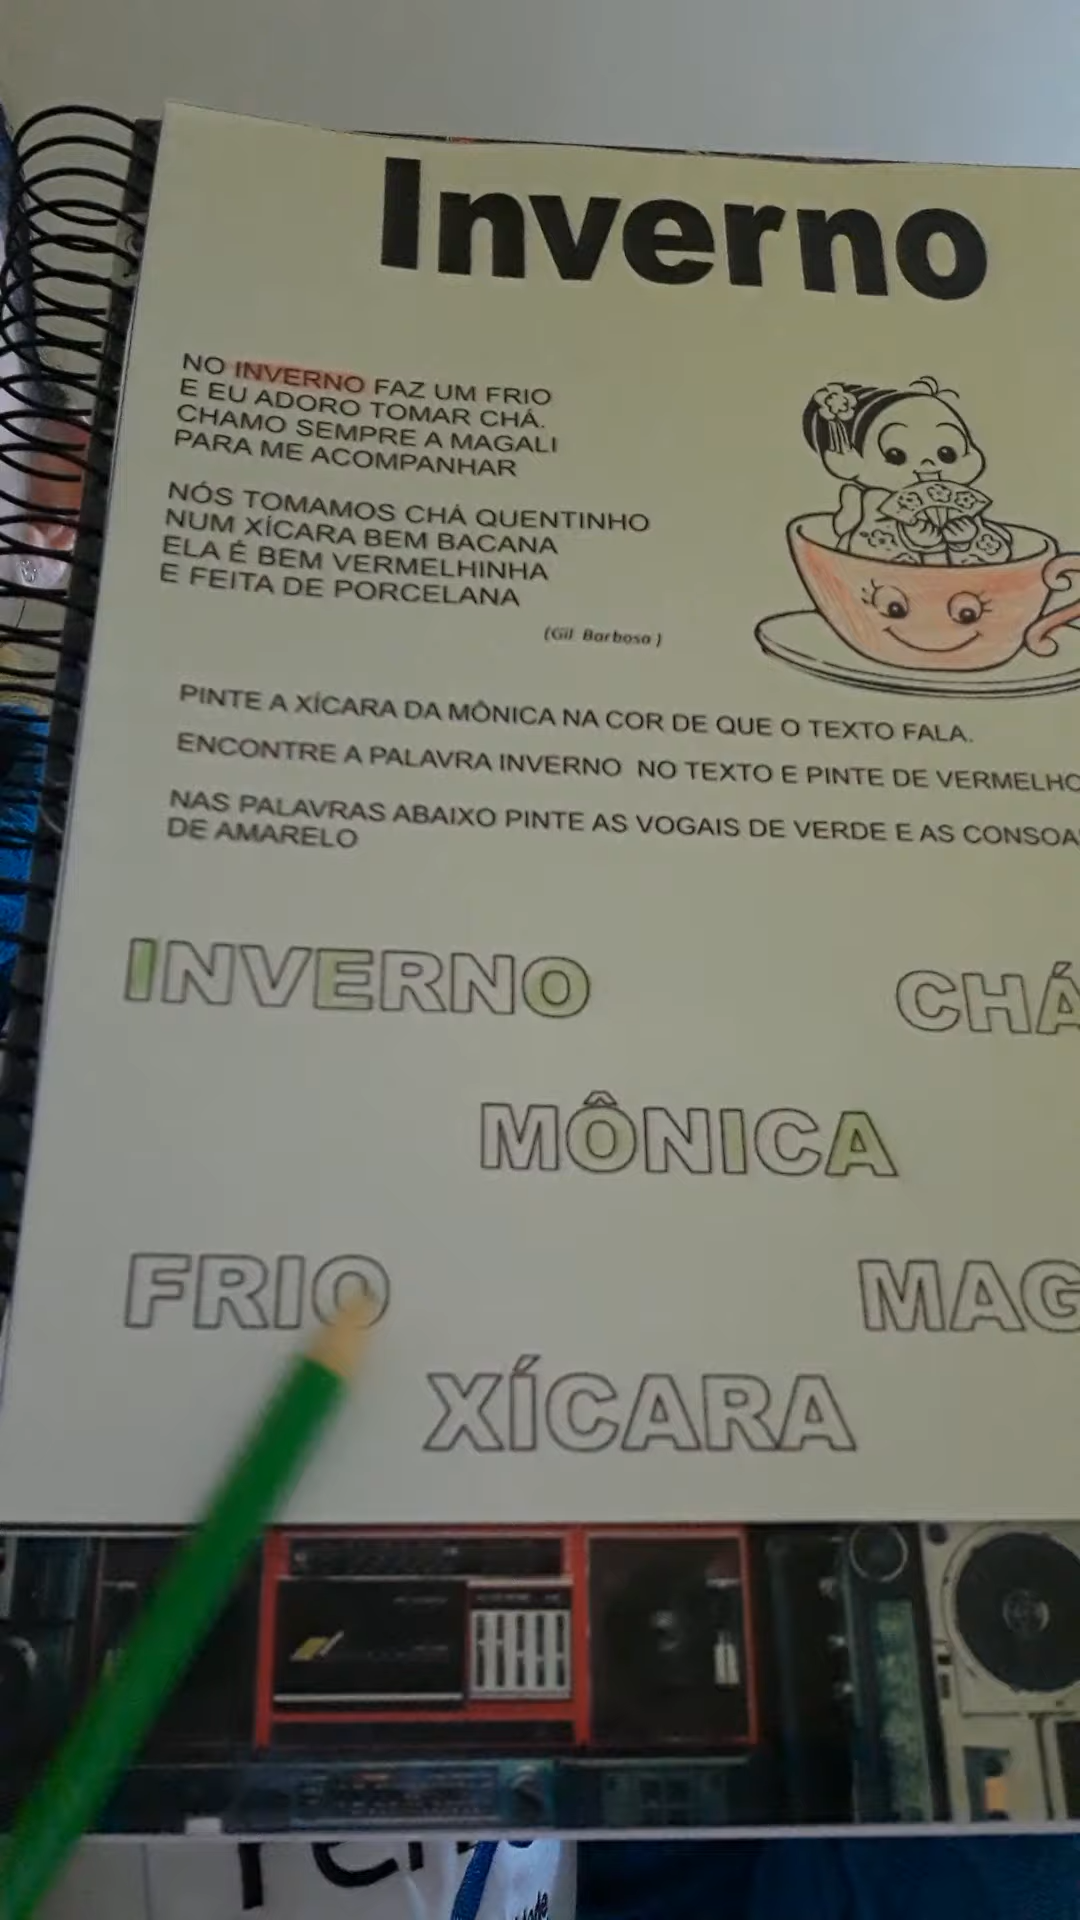 Inverno
NO INVERNO FAZ UM FRIO
E EU ADORO TOMAR CHÁ.
CHAMO SEMPRE A MAGALI
PARA ME ACOMPANHAR
NÓS TOMAMOS CHÁ QUENTINHO
NUM XÍCARA BEM BACANA
ELA É BEM VERMELHINHA
E FEITA DE PORCELANA
(Gil Barbosa)
PINTE A XÍCARA DA MÔNICA NA COR DE QUE O TEXTO FALA.
ENCONTRE A PALAVRA INVERNO NO TEXTO E PINTE DE VERMELHO
NAS PALAVRAS ABAIXO PINTE AS VOGAIS DE VERDE E AS CONSOA
DE AMARELO
INVERNO CHÁ
MÔNICA
FRIO MAG
XÍCARA